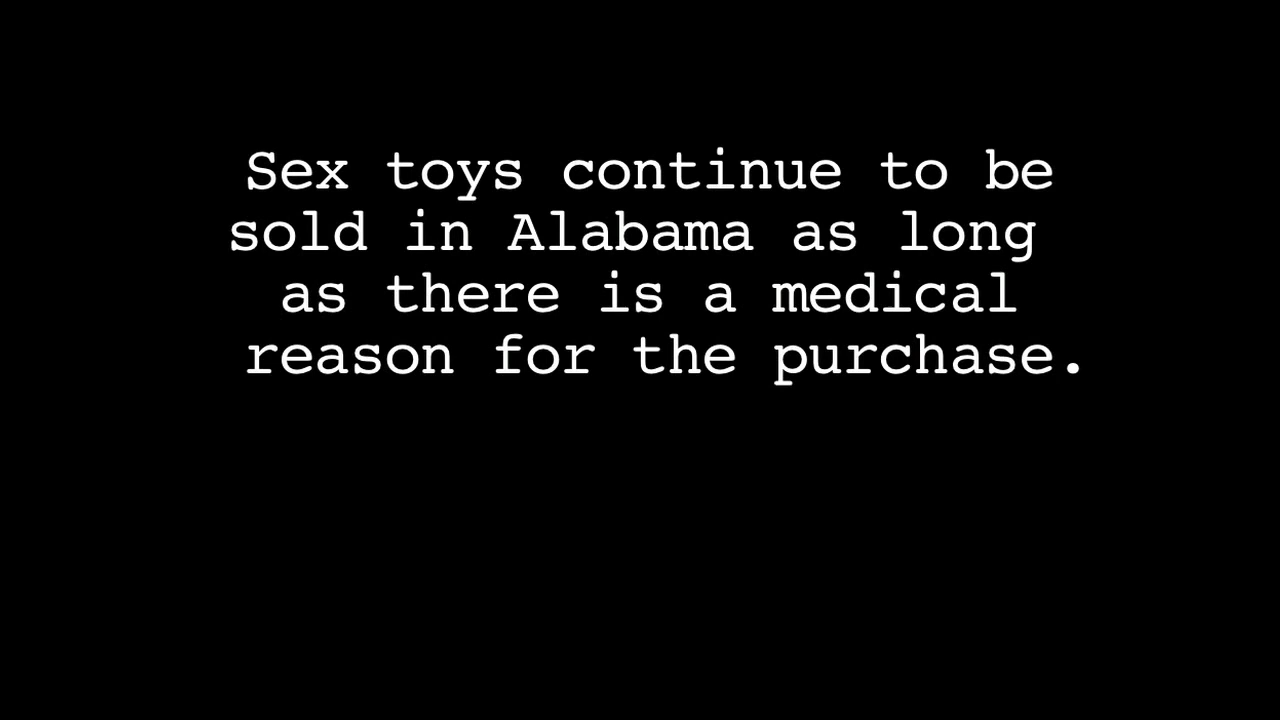 Sex toys continue to be
sold in Alabama as long
as there is a medical
reason for the purchase.